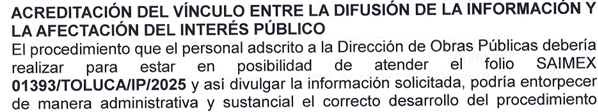 ACREDITACIÓN DEL VÍNCULO ENTRE LA DIFUSIÓN DE LA INFORMACIÓN Y
LA AFECTACIÓN DEL INTERÉS PÚBLICO
El procedimiento que el personal adscrito a la Dirección de Obras Públicas debería
realizar para estar en posibilidad de atender el folio SAIMEX
01393/TOLUCA/IP/2025 y así divulgar la información solicitada, podría entorpecer
de manera administrativa y sustancial el correcto desarrollo del procedimiento